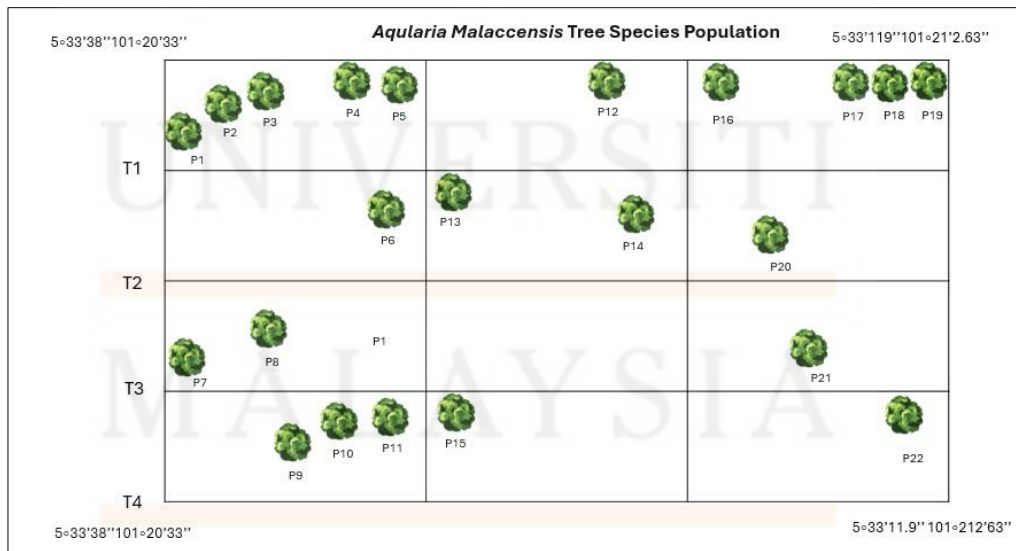 Aqularia Malaccensis Tree Species Population
5∘33'38''101∘20'33''
5∘33'119''101∘21'2.63''
P1
P2
P3
P4
P5
P12
P16
P17
P18
P19
T1
P6
P13
P14
P20
T2
P7
P8
P1
P21
T3
P9
P10
P11
P15
P22
T4
5∘33'38''101∘20'33''
5∘33'11.9'' 101∘212'63''
UNIVERSITI
MALAYSIA